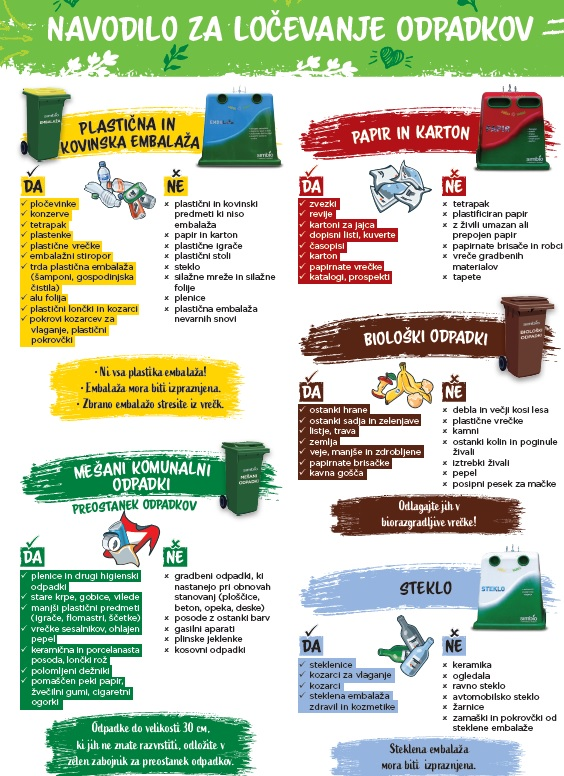 NAVODILO ZA LOČEVANJE ODPADKOV
PLASTIČNA IN
KOVINSKA EMBALAŽA
DA
pločevinke
konzerve
tetrapak
plastenke
plastične vrečke
embalažni stiropor
trda plastična embalaža
(šamponi, gospodinjska
čistila)
alu folija
plastični lončki in kozarci
pokrovi kozarcev za
vlaganje, plastični
pokrovčki
NE
plastični in kovinski
predmeti ki niso
embalaža
papir in karton
plastične igrače
plastični stoli
steklo
silažne mreže in silažne
folije
plenice
plastična embalaža
nevarnih snovi
• Ni vsa plastika embalaža!
• Embalaža mora biti izpraznjena.
• Zbrano embalažo stresite iz vrečk.
MEŠANI KOMUNALNI
ODPADKI
PREOSTANEK ODPADKOV
MEŠANI
ODPADKI
DA
plenice in drugi higienski
odpadki
stare krpe, gobice, vilede
manjši plastični predmeti
(igrače, flomastri, ščetke)
vrečke sesalnikov, ohlajen
pepel
keramična in porcelanasta
posoda, lončki rož
polomljeni dežniki
pomaščen peki papir,
žvečilni gumi, cigaretni
ogorki
NE
gradbeni odpadki, ki
nastanejo pri obnovah
stanovanj (ploščice,
beton, opeka, deske)
posode z ostanki barv
gasilni aparati
plinske jeklenke
kosovni odpadki
Odpadke do velikosti 30 cm,
ki jih ne znate razvrstiti, odložite v
zelen zabojnik za preostanek odpadkov.
PAPIR IN KARTON
DA
zvezki
revije
kartoni za jajca
dopisni listi, kuverte
časopisi
karton
papirnate vrečke
katalogi, prospekti
NE
tetrapak
plastificiran papir
z živili umazan ali
prepojen papir
papirnate brisače in robci
vreče gradbenih
materialov
tapete
BIOLOŠKI ODPADKI
BIOLOŠKI
ODPADKI
DA
ostanki hrane
ostanki sadja in zelenjave
listje, trava
zemlja
veje, manjše in zdrobljene
papirnate brisačke
kavna gošča
NE
debla in večji kosi lesa
plastične vrečke
kamni
ostanki kolin in poginule
živali
iztrebki živali
pepel
posipni pesek za mačke
Odlagajte jih v
biorazgradljive vrečke!
STEKLO
STEKLO
sembio
DA
steklenice
kozarci za vlaganje
kozarci
steklena embalaža
zdravil in kozmetike
NE
keramika
ogledala
ravno steklo
avtomobilsko steklo
žarnice
zamaški in pokrovčki od
steklene embalaže
Steklena embalaža
mora biti izpraznjena.